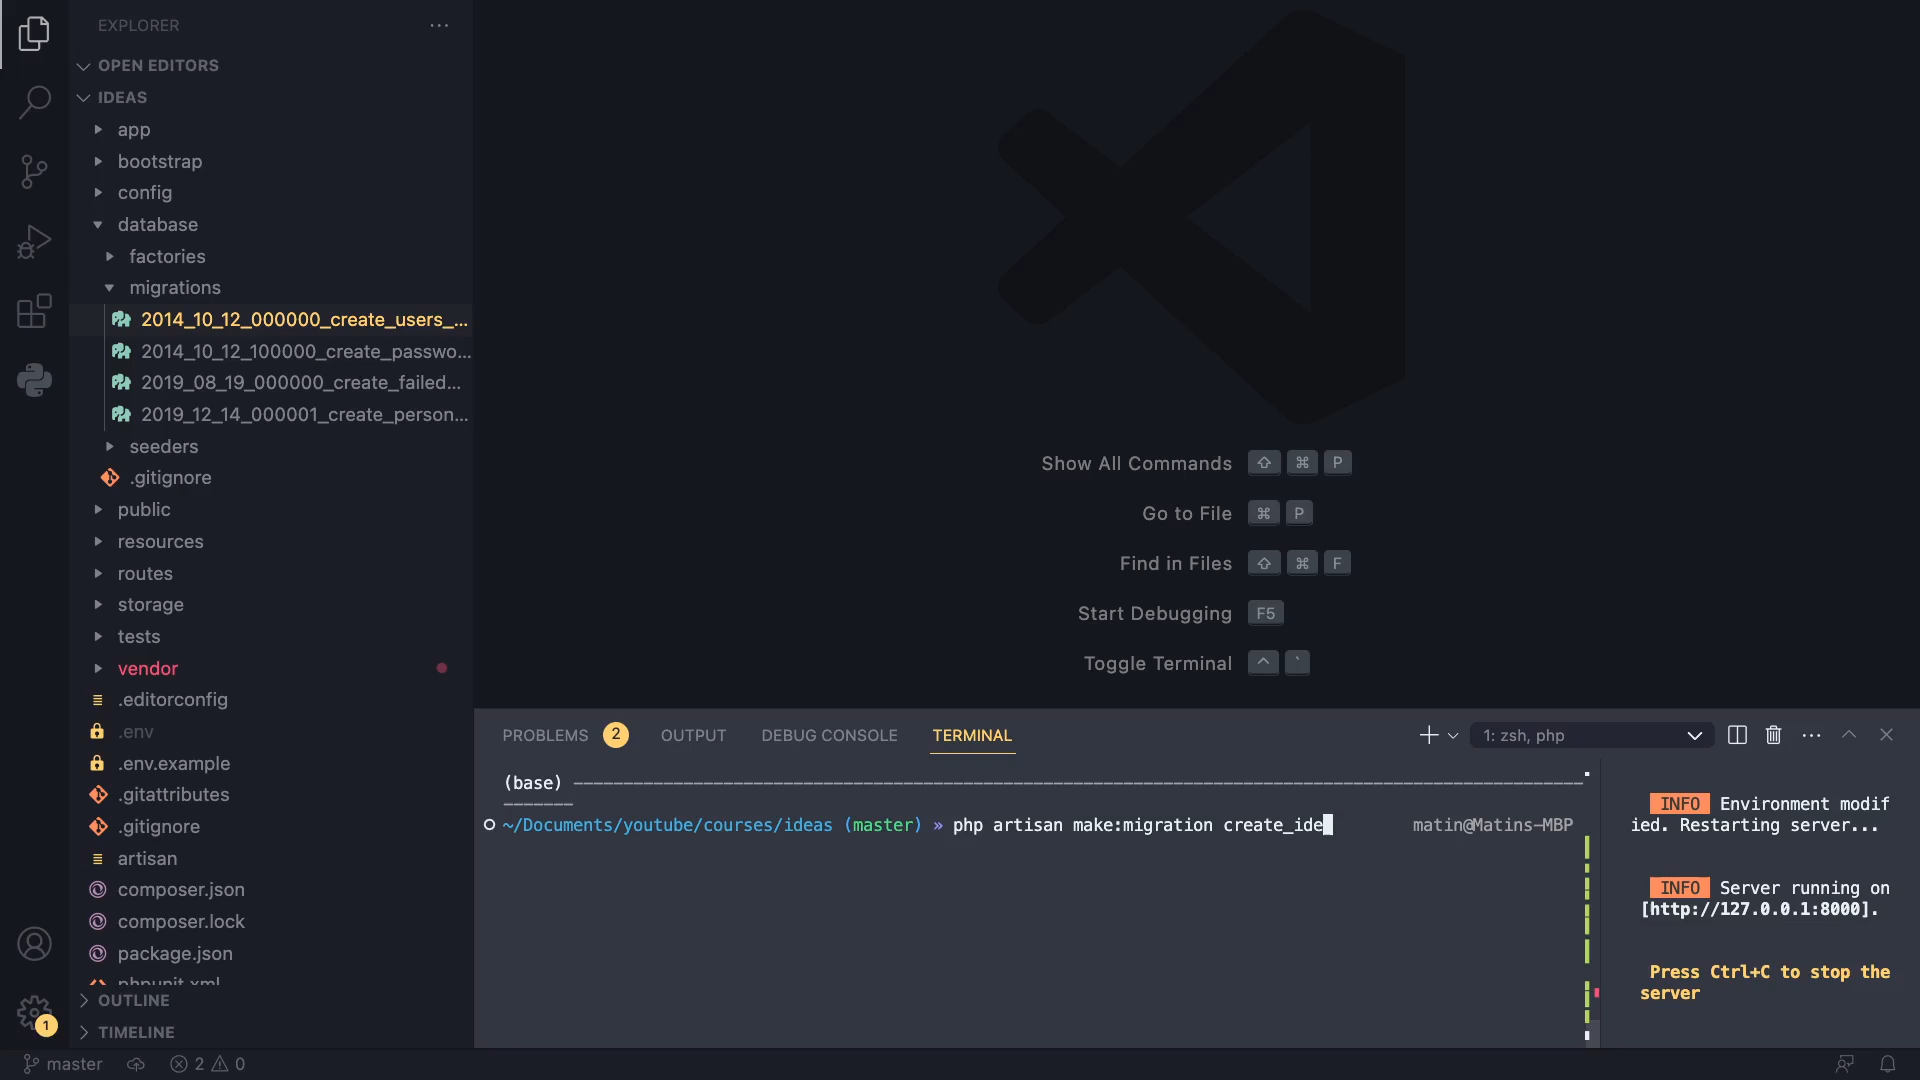 EXPLORER
OPEN EDITORS
IDEAS
app
bootstrap
config
database
factories
migrations
2014_10_12_000000_create_users_...
2014_10_12_100000_create_passwo...
2019_08_19_000000_create_failed...
2019_12_14_000001_create_person...
seeders
.gitignore
public
resources
routes
storage
tests
vendor
.editorconfig
.env
.env.example
.gitattributes
.gitignore
artisan
composer.json
composer.lock
package.json
phpunit.xml
OUTLINE
TIMELINE
1
master
2 0
Show All Commands ⇧ ⌘ P
Go to File ⌘ P
Find in Files ⇧ ⌘ F
Start Debugging F5
Toggle Terminal ^ `
PROBLEMS 2 OUTPUT DEBUG CONSOLE TERMINAL
1: zsh, php
(base)
~/Documents/youtube/courses/ideas (master) » php artisan make:migration create_ide
matin@Matins-MBP
INFO Environment modif
ied. Restarting server...
INFO Server running on
[http://127.0.0.1:8000].
Press Ctrl+C to stop the
server